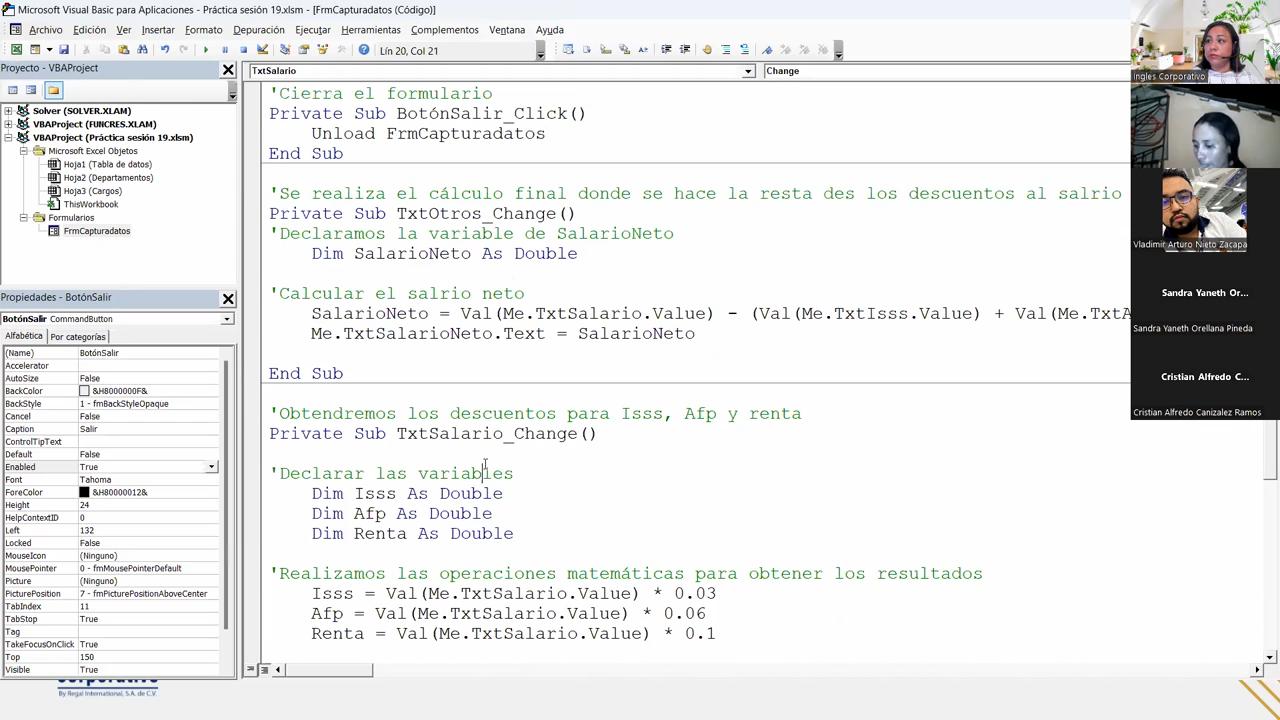 Microsoft Visual Basic para Aplicaciones - Práctica sesión 19.xlsm - [FrmCapturadatos (Código)]
Archivo Edición Ver Insertar Formato Depuración Ejecutar Herramientas Complementos Ventana Ayuda
Lín 20, Col 21
Proyecto - VBAProject
Solver (SOLVER.XLAM)
VBAProject (FUNCRES.XLAM)
VBAProject (Práctica sesión 19.xlsm)
Microsoft Excel Objetos
Hoja1 (Tabla de datos)
Hoja2 (Departamentos)
Hoja3 (Cargos)
ThisWorkbook
Formularios
FrmCapturadatos
Propiedades - BotónSalir
BotónSalir CommandButton
Alfabética Por categorías
(Name) BotónSalir
Accelerator
AutoSize False
BackColor &H8000000F&
BackStyle 1 - fmBackStyleOpaque
Cancel False
Caption Salir
ControlTipText
Default False
Enabled True
Font Tahoma
ForeColor &H80000012&
Height 24
HelpContextID 0
Left 132
Locked False
MouseIcon (Ninguno)
MousePointer 0 - fmMousePointerDefault
Picture (Ninguno)
PicturePosition 7 - fmPicturePositionAboveCenter
TabIndex 11
TabStop True
Tag
TakeFocusOnClick True
Top 150
Visible True
TxtSalario Change
'Cierra el formulario
Private Sub BotónSalir_Click()
Unload FrmCapturadatos
End Sub
'Se realiza el cálculo final donde se hace la resta des los descuentos al salrio
Private Sub TxtOtros_Change()
'Declaramos la variable de SalarioNeto
Dim SalarioNeto As Double
'Calcular el salrio neto
SalarioNeto = Val(Me.TxtSalario.Value) - (Val(Me.TxtIsss.Value) + Val(Me.TxtA
Me.TxtSalarioNeto.Text = SalarioNeto
End Sub
'Obtendremos los descuentos para Isss, Afp y renta
Private Sub TxtSalario_Change()
'Declarar las variables
Dim Isss As Double
Dim Afp As Double
Dim Renta As Double
'Realizamos las operaciones matemáticas para obtener los resultados
Isss = Val(Me.TxtSalario.Value) * 0.03
Afp = Val(Me.TxtSalario.Value) * 0.06
Renta = Val(Me.TxtSalario.Value) * 0.1
Ingles Corporativo
Vladimir Arturo Nieto Zacapa
Sandra Yaneth Or...
Sandra Yaneth Orellana Pineda
Cristian Alfredo C...
Cristian Alfredo Canizalez Ramos
By Regal International, S.A. de C.V.